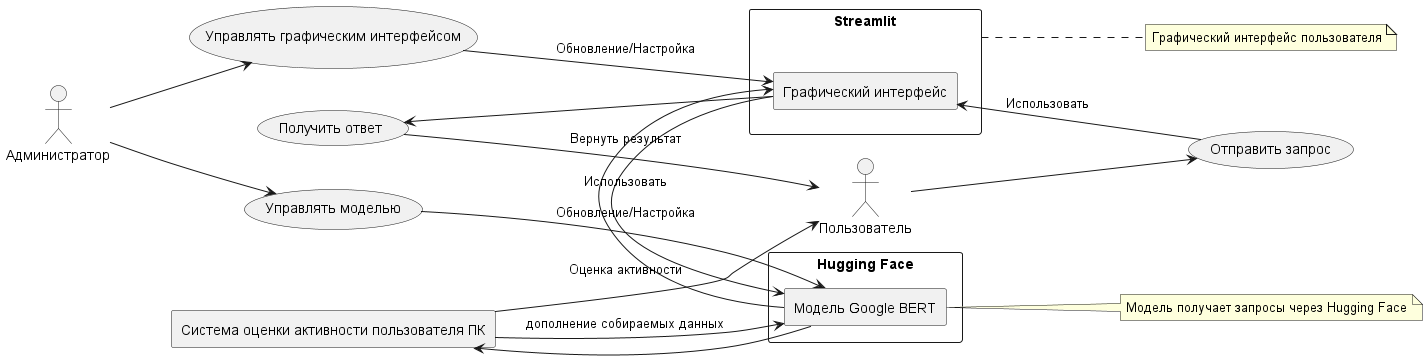 Streamlit
Управлять графическим интерфейсом
Графический интерфейс пользователя
Обновление/Настройка
Графический интерфейс
Использовать
Получить ответ
Администратор
Вернуть результат
Отправить запрос
Использовать
Управлять моделью
Обновление/Настройка
Пользователь
Hugging Face
Оценка активности
Модель Google BERT
Модель получает запросы через Hugging Face
Система оценки активности пользователя ПК
дополнение собираемых данных